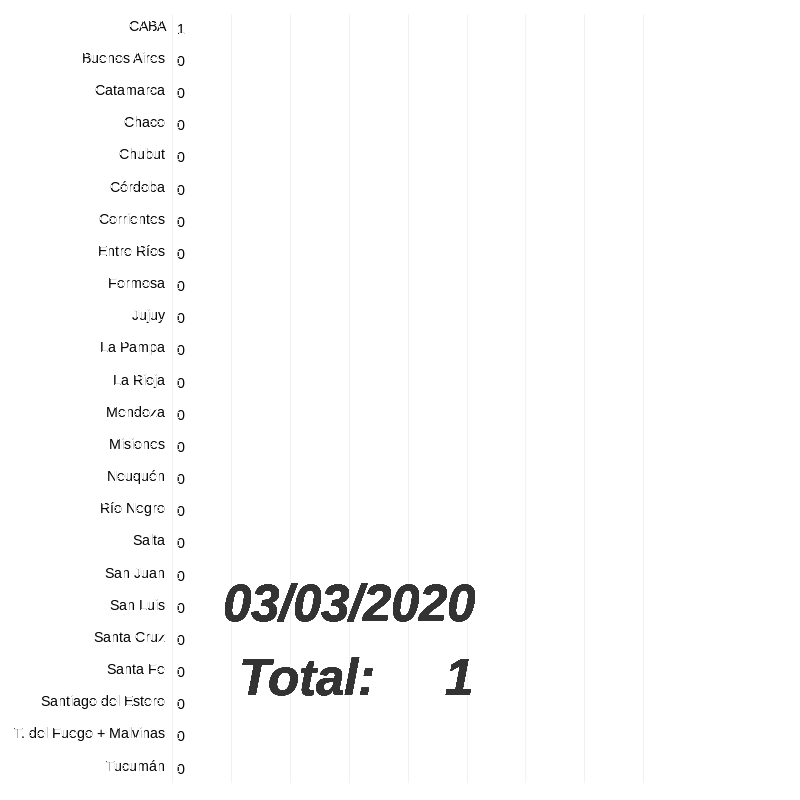 CABA 1
Buenos Aires 0
Catamarca 0
Chaco 0
Chubut 0
Córdoba 0
Corrientes 0
Entre Ríos 0
Formosa 0
Jujuy 0
La Pampa 0
La Rioja 0
Mendoza 0
Misiones 0
Neuquén 0
Río Negro 0
Salta 0
San Juan 0
San Luis 0
03/03/2020
Santa Cruz 0
Santa Fe 0
Total: 1
Santiago del Estero 0
T. del Fuego + Malvinas 0
Tucumán 0